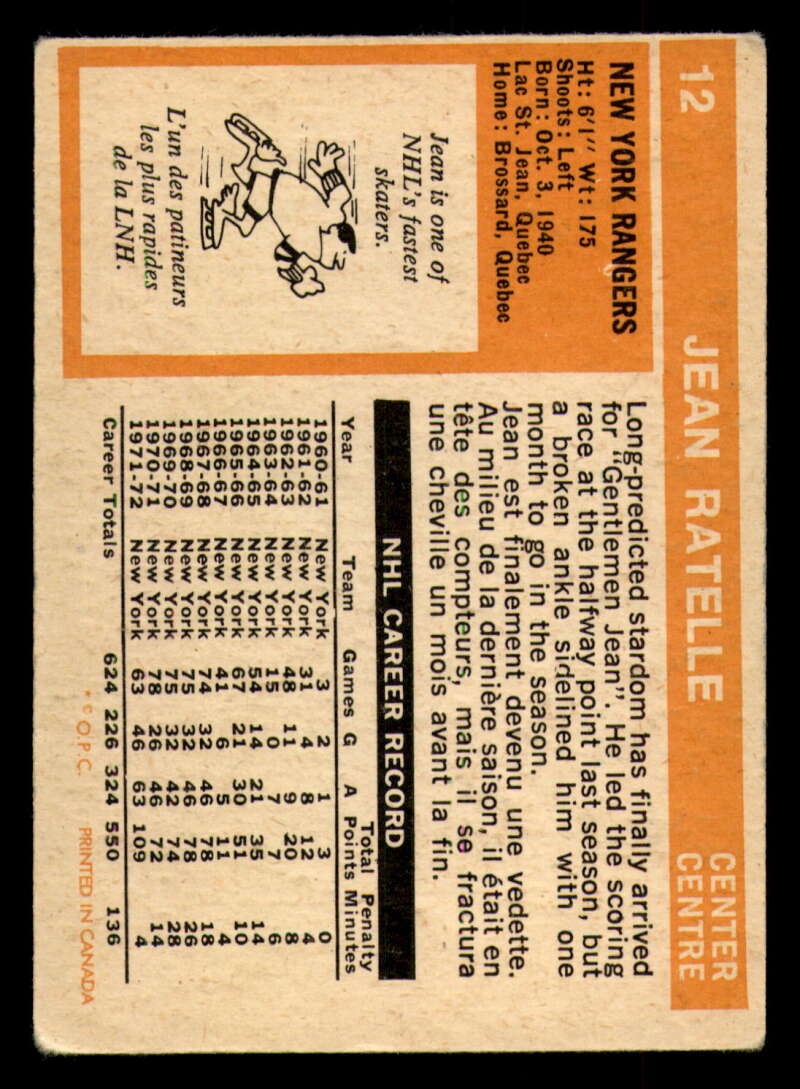 12 JEAN RATELLE CENTER
CENTRE
NEW YORK RANGERS
Ht: 6'1" Wt: 175
Shoots: Left
Born: Oct. 3, 1940
Lac St. Jean, Quebec
Home: Brossard, Quebec
Jean is one of
NHL's fastest
skaters.
L'un des patineurs
les plus rapides
de la LNH.
Long-predicted stardom has finally arrived
for "Gentlemen Jean". He led the scoring
race at the halfway point last season, but
a broken ankle sidelined him with one
month to go in the season.
Jean est finalement devenu une vedette.
Au milieu de la dernière saison, il était en
tête des compteurs, mais il se fractura
une cheville un mois avant la fin.
NHL CAREER RECORD
Total Penalty
Year Team Games G A Points Minutes
1960-61 New York 3 2 1 3 0
1961-62 New York 31 4 8 12 4
1962-63 New York 48 11 9 20 8
1963-64 New York 15 0 7 7 6
1964-65 New York 54 14 21 35 14
1965-66 New York 67 21 30 51 10
1966-67 New York 41 6 5 11 4
1967-68 New York 74 32 46 78 18
1968-69 New York 75 32 46 78 26
1969-70 New York 75 32 42 74 28
1970-71 New York 78 26 46 72 14
1971-72 New York 63 46 63 109 4
Career Totals 624 226 324 550 136
* © O.P.C. PRINTED IN CANADA